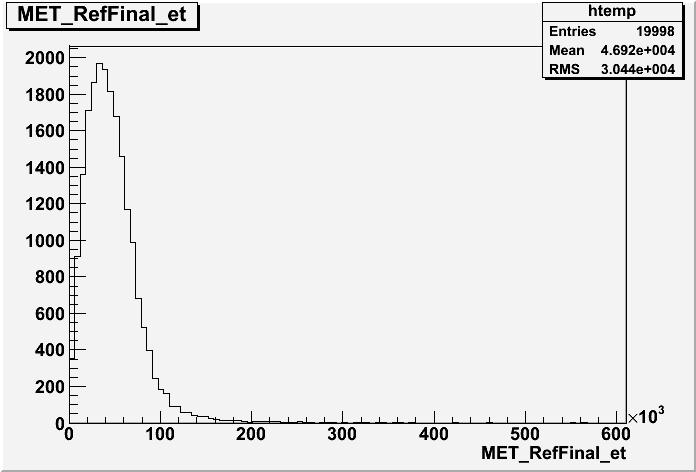 MET_RefFinal_et
htemp
Entries 19998
Mean 4.692e+004
RMS 3.044e+004
2000
1800
1600
1400
1200
1000
800
600
400
200
0
0 100 200 300 400 500 600 ×10³
MET_RefFinal_et